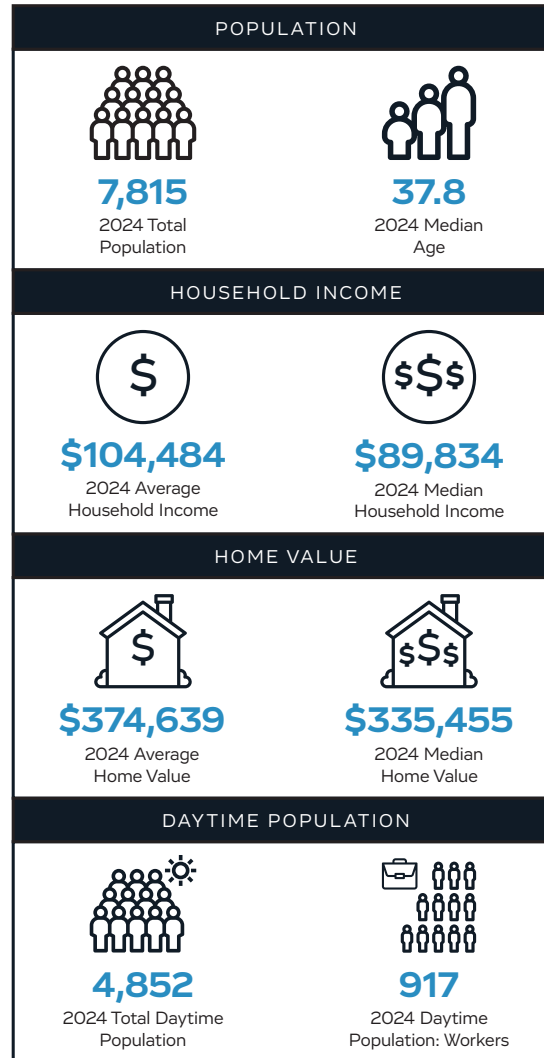 POPULATION
7,815
2024 Total
Population
37.8
2024 Median
Age
HOUSEHOLD INCOME
$
$104,484
2024 Average
Household Income
$$$
$89,834
2024 Median
Household Income
HOME VALUE
$
$374,639
2024 Average
Home Value
$$$
$335,455
2024 Median
Home Value
DAYTIME POPULATION
4,852
2024 Total Daytime
Population
917
2024 Daytime
Population: Workers